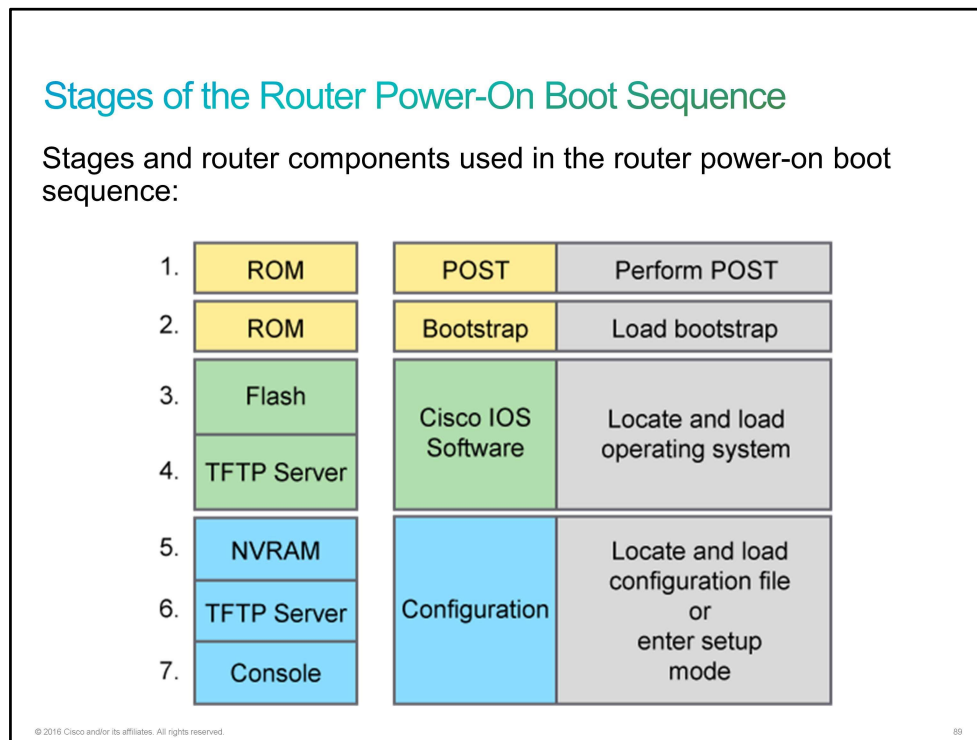 Stages of the Router Power-On Boot Sequence
Stages and router components used in the router power-on boot
sequence:
1. ROM POST Perform POST
2. ROM Bootstrap Load bootstrap
3. Flash
4. TFTP Server
Cisco IOS
Software
Locate and load
operating system
5. NVRAM
6. TFTP Server
7. Console
Configuration
Locate and load
configuration file
or
enter setup
mode
© 2016 Cisco and/or its affiliates. All rights reserved.
89